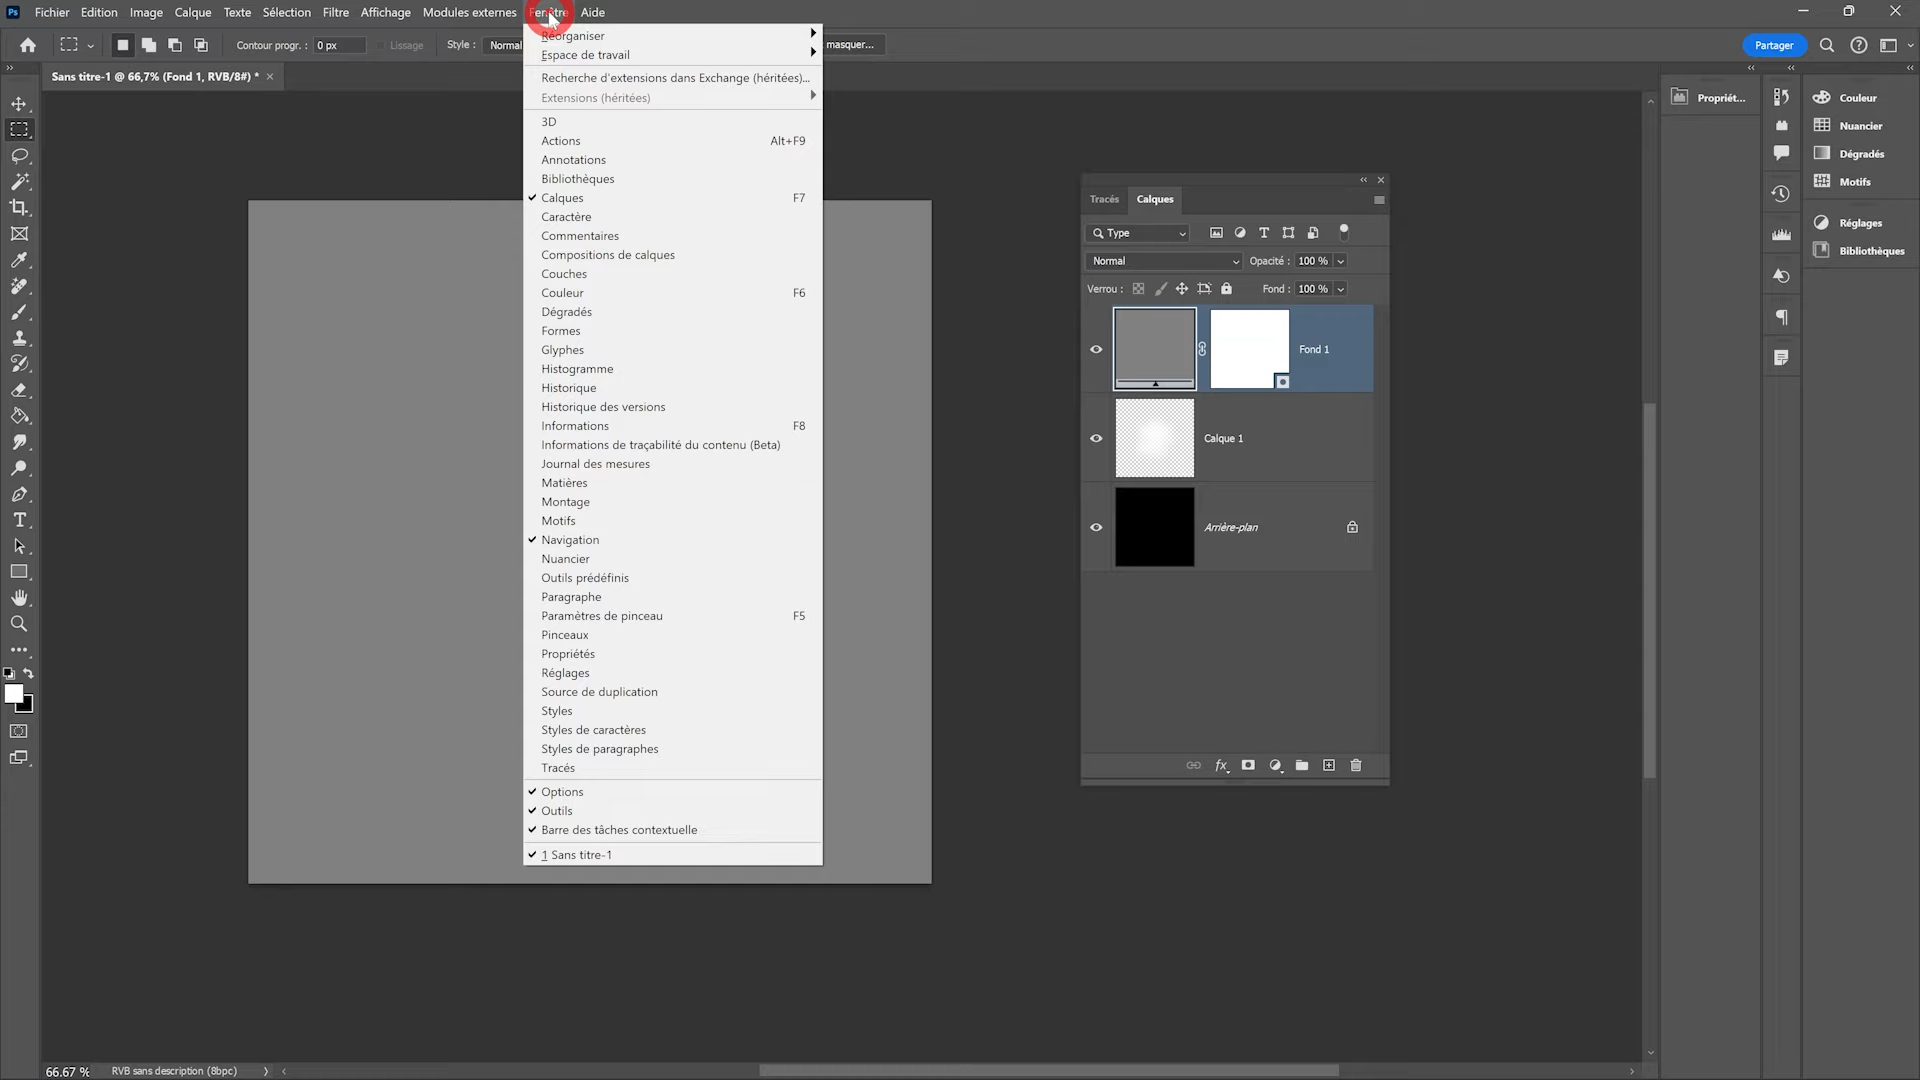 Ps Fichier Edition Image Calque Texte Sélection Filtre Affichage Modules externes Fenêtre Aide
Contour progr. : 0 px Lissage Style : Normal masquer... Partager
Sans titre-1 @ 66,7% (Fond 1, RVB/8#) * ×
Réorganiser
Espace de travail
Recherche d'extensions dans Exchange (héritées)...
Extensions (héritées)
3D
Actions Alt+F9
Annotations
Bibliothèques
Calques F7
Caractère
Commentaires
Compositions de calques
Couches
Couleur F6
Dégradés
Formes
Glyphes
Histogramme
Historique
Historique des versions
Informations F8
Informations de traçabilité du contenu (Beta)
Journal des mesures
Matières
Montage
Motifs
Navigation
Nuancier
Outils prédéfinis
Paragraphe
Paramètres de pinceau F5
Pinceaux
Propriétés
Réglages
Source de duplication
Styles
Styles de caractères
Styles de paragraphes
Tracés
Options
Outils
Barre des tâches contextuelle
1 Sans titre-1
Tracés Calques
Type
Normal Opacité : 100 %
Verrou : Fond : 100 %
Fond 1
Calque 1
Arrière-plan
fx
Propriét...
Couleur
Nuancier
Dégradés
Motifs
Réglages
Bibliothèques
66.67 % RVB sans description (8bpc)